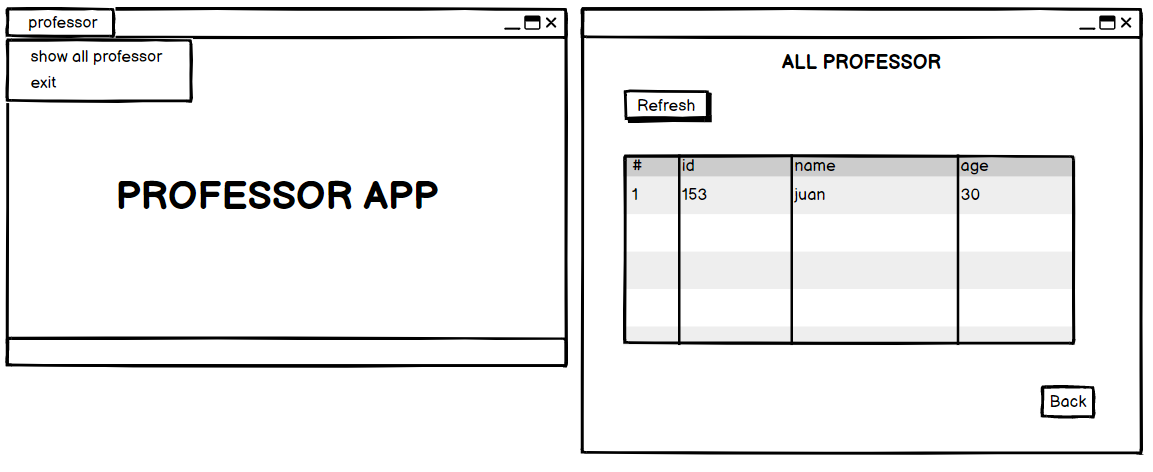 professor
show all professor
exit
PROFESSOR APP
ALL PROFESSOR
Refresh
# id name age
1 153 juan 30
Back